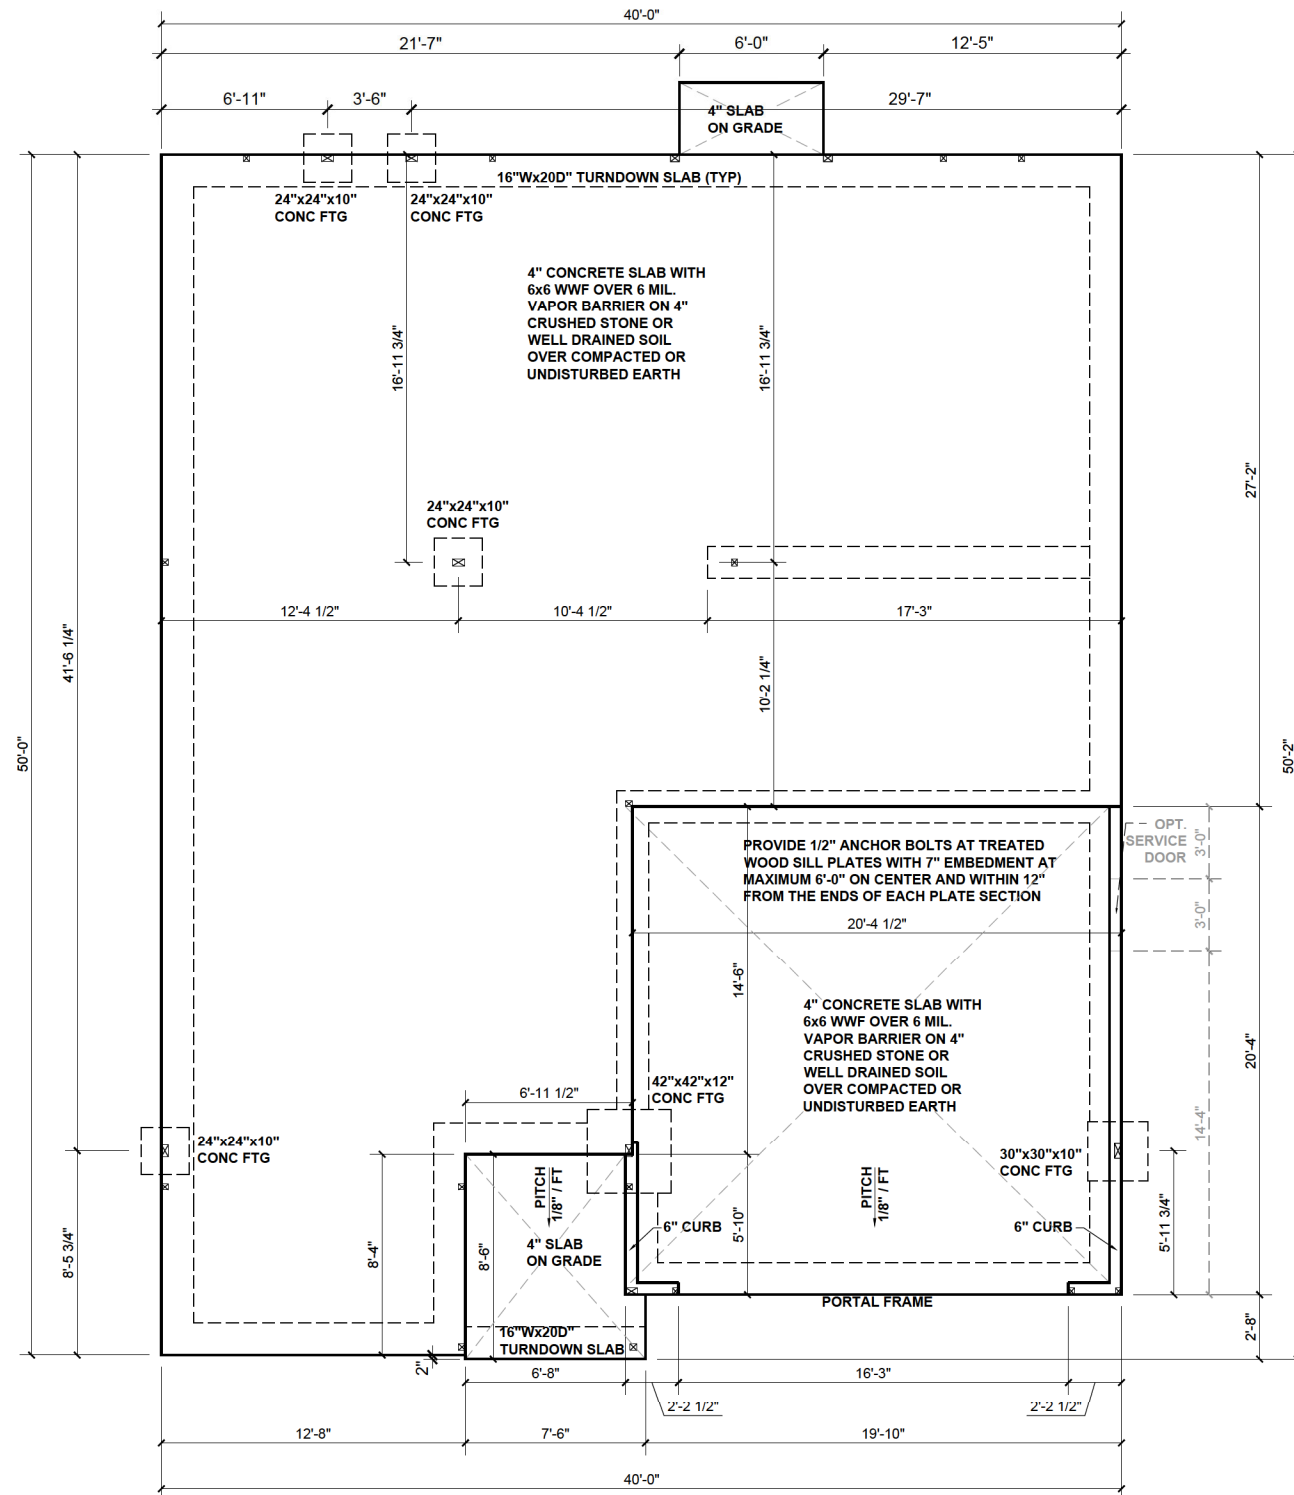 40'-0"
21'-7"
6'-0"
12'-5"
6'-11"
3'-6"
29'-7"
4" SLAB
ON GRADE
16"Wx20D" TURNDOWN SLAB (TYP)
24"x24"x10"
CONC FTG
24"x24"x10"
CONC FTG
4" CONCRETE SLAB WITH
6x6 WWF OVER 6 MIL.
VAPOR BARRIER ON 4"
CRUSHED STONE OR
WELL DRAINED SOIL
OVER COMPACTED OR
UNDISTURBED EARTH
16'-11 3/4"
16'-11 3/4"
27'-2"
24"x24"x10"
CONC FTG
12'-4 1/2"
10'-4 1/2"
17'-3"
41'-6 1/4"
10'-2 1/4"
50'-0"
50'-2"
OPT.
SERVICE
DOOR
3'-0"
PROVIDE 1/2" ANCHOR BOLTS AT TREATED
WOOD SILL PLATES WITH 7" EMBEDMENT AT
MAXIMUM 6'-0" ON CENTER AND WITHIN 12"
FROM THE ENDS OF EACH PLATE SECTION
3'-0"
20'-4 1/2"
14'-6"
4" CONCRETE SLAB WITH
6x6 WWF OVER 6 MIL.
VAPOR BARRIER ON 4"
CRUSHED STONE OR
WELL DRAINED SOIL
OVER COMPACTED OR
UNDISTURBED EARTH
20'-4"
14'-4"
6'-11 1/2"
42"x42"x12"
CONC FTG
24"x24"x10"
CONC FTG
30"x30"x10"
CONC FTG
PITCH
1/8" / FT
PITCH
1/8" / FT
5'-10"
5'-11 3/4"
6" CURB
6" CURB
8'-5 3/4"
8'-4"
8'-6"
4" SLAB
ON GRADE
PORTAL FRAME
2'-8"
16"Wx20D"
TURNDOWN SLAB
2"
6'-8"
16'-3"
2'-2 1/2"
2'-2 1/2"
12'-8"
7'-6"
19'-10"
40'-0"